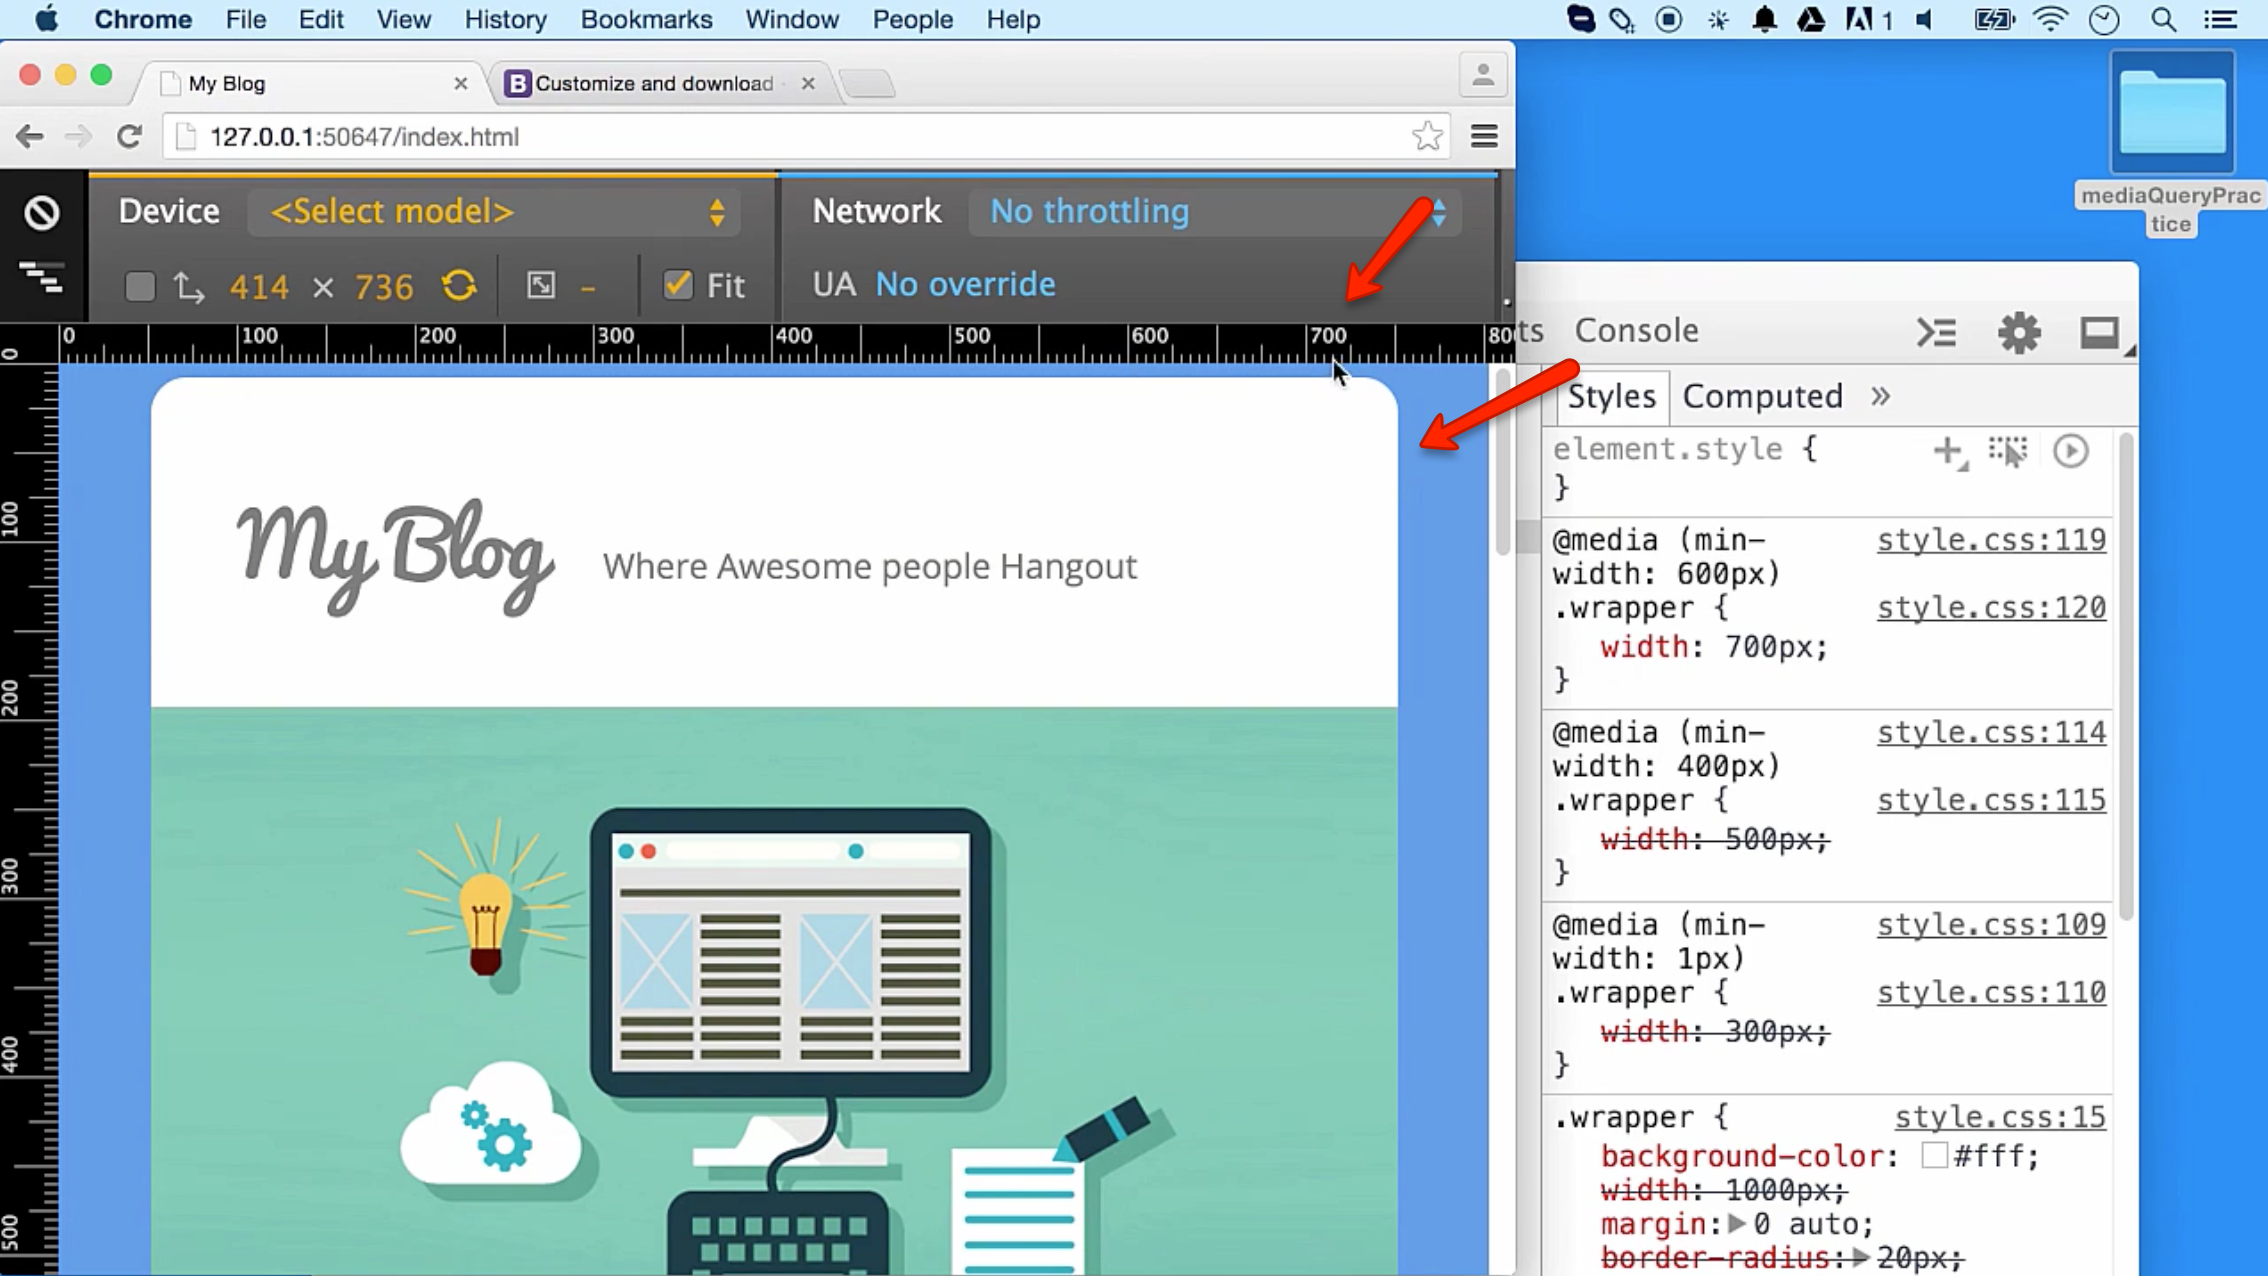 Chrome File Edit View History Bookmarks Window People Help 1
My Blog
B Customize and download
127.0.0.1:50647/index.html
mediaQueryPrac
tice
Device <Select model> Network No throttling
414 × 736 – Fit UA No override
0 100 200 300 400 500 600 700 80
0
100
200
300
400
500
My Blog
Where Awesome people Hangout
ts Console
Styles Computed »
element.style {
}
@media (min- style.css:119
width: 600px)
.wrapper { style.css:120
width: 700px;
}
@media (min- style.css:114
width: 400px)
.wrapper { style.css:115
width: 500px;
}
@media (min- style.css:109
width: 1px)
.wrapper { style.css:110
width: 300px;
}
.wrapper { style.css:15
background-color: #fff;
width: 1000px;
margin: 0 auto;
border-radius: 20px;